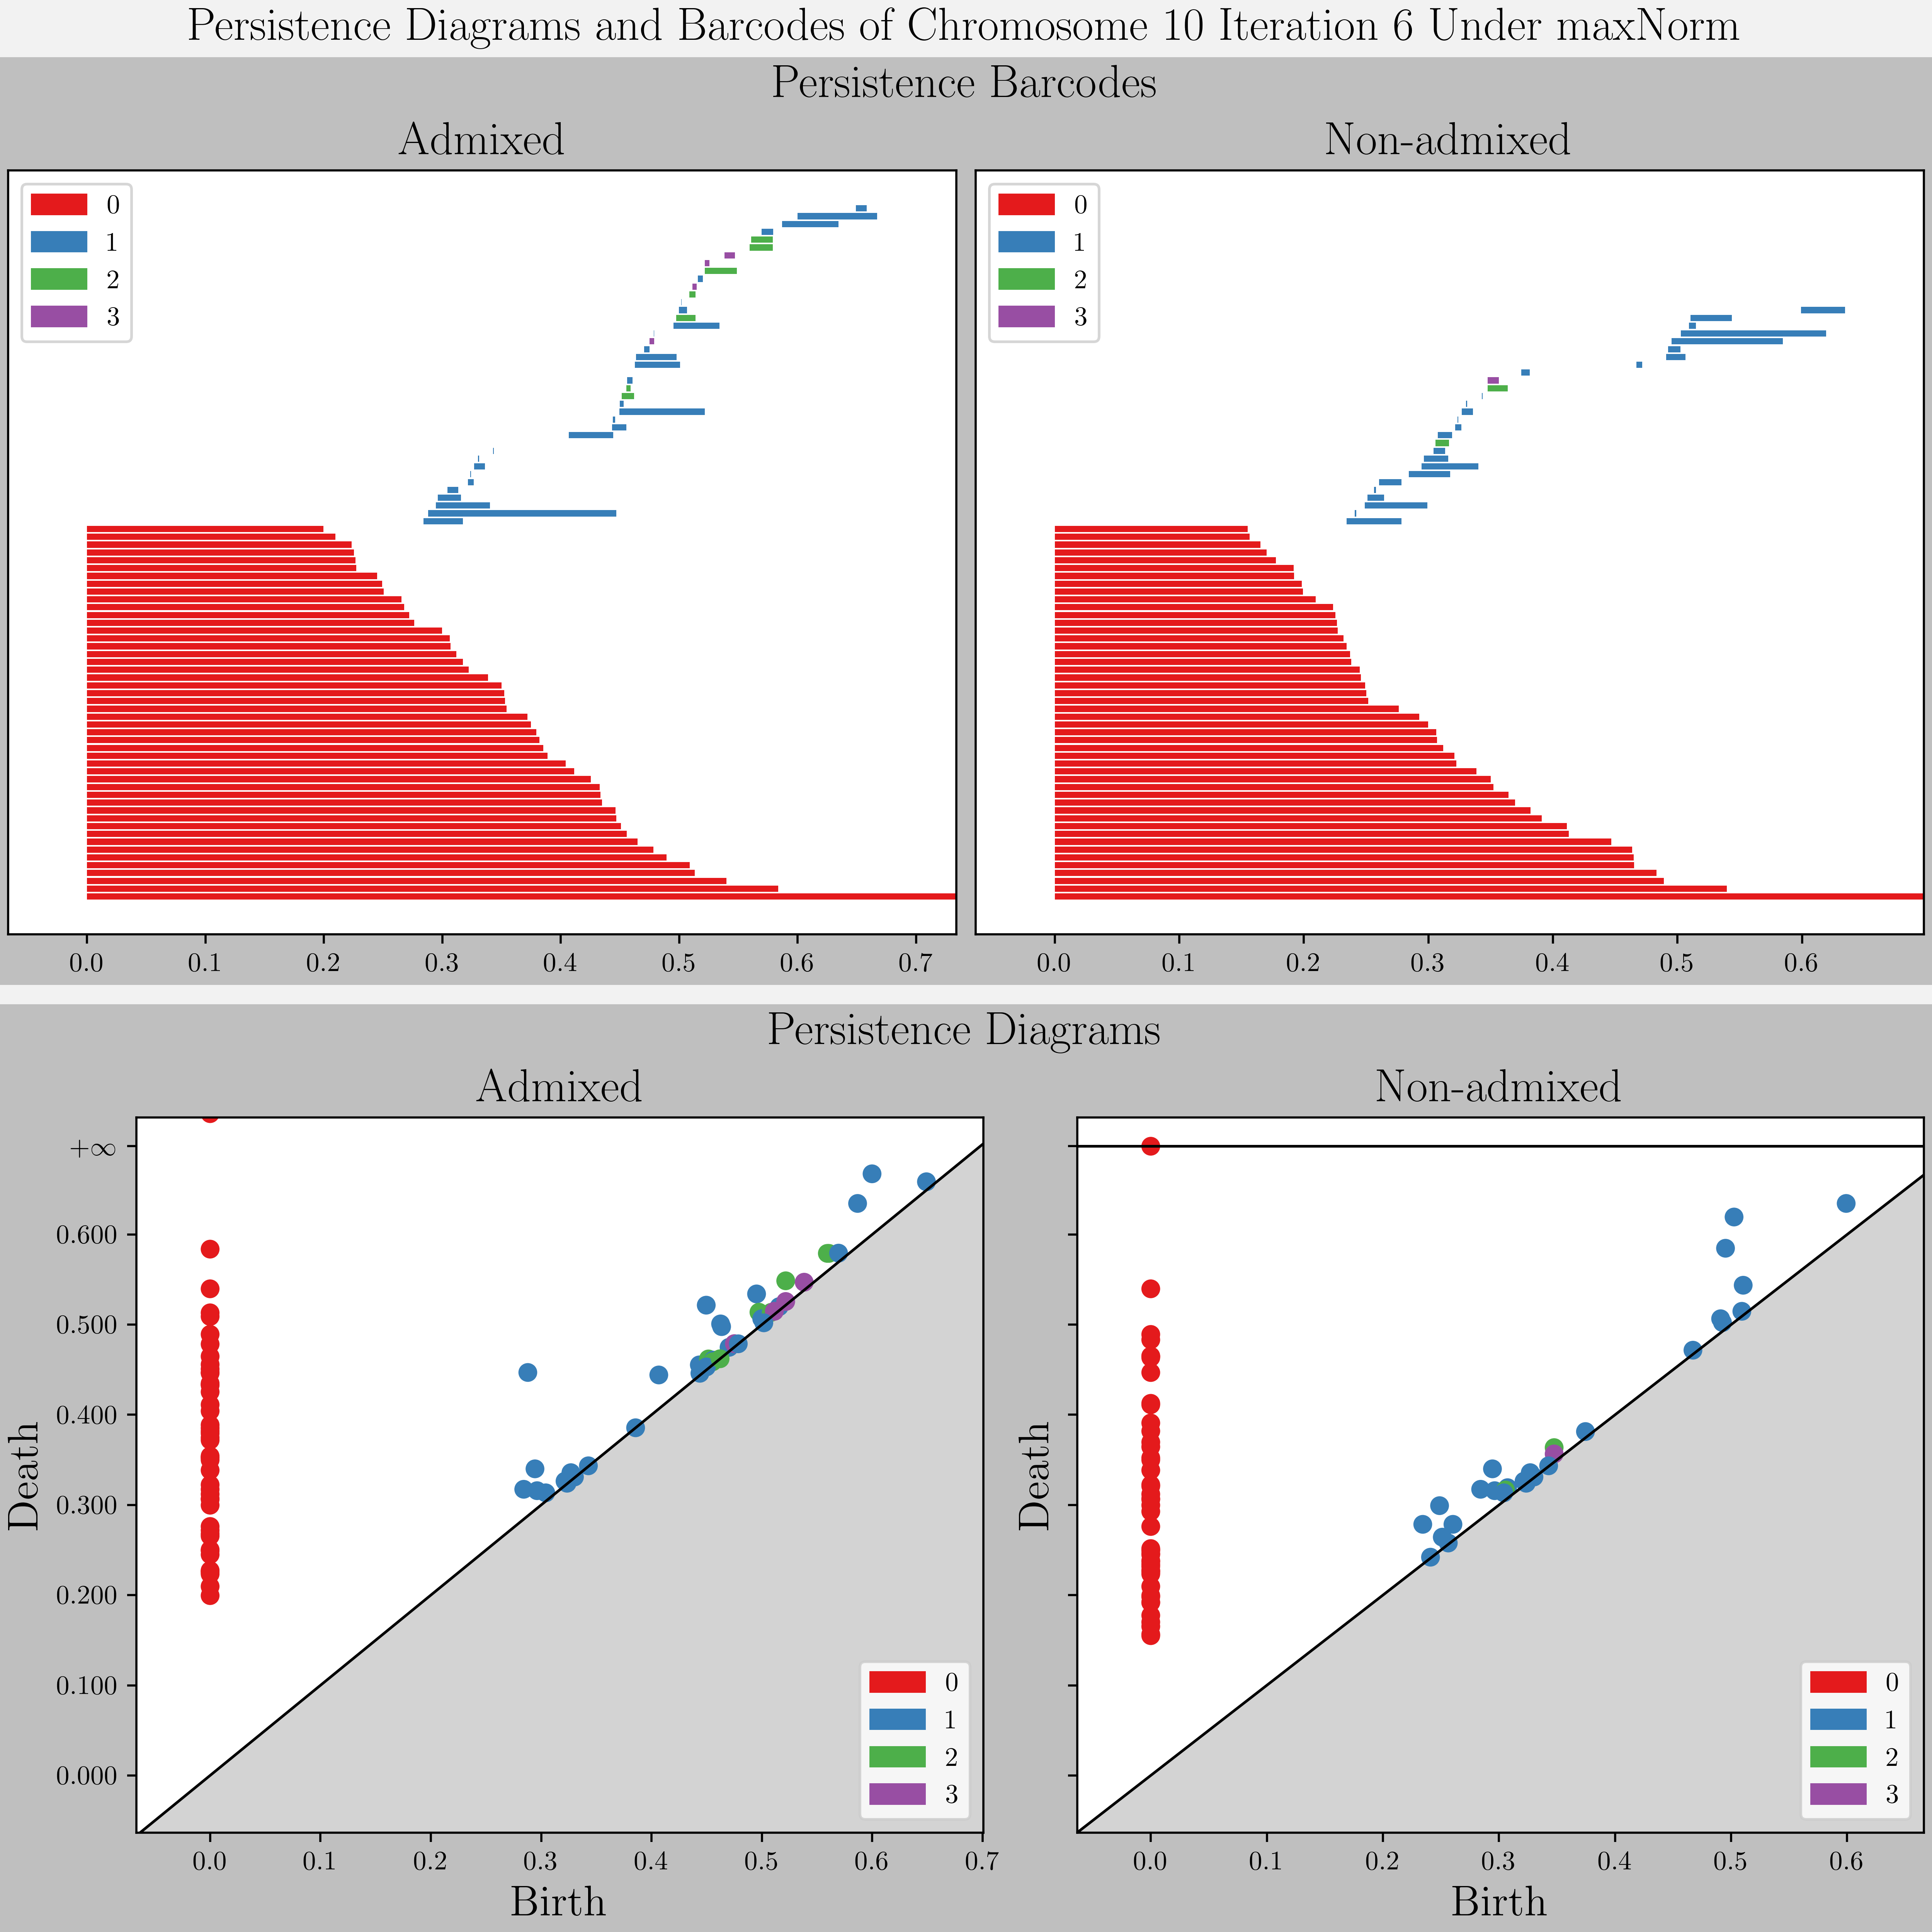 Persistence Diagrams and Barcodes of Chromosome 10 Iteration 6 Under maxNorm
Persistence Barcodes
Admixed
Non-admixed
0
1
2
3
0
1
2
3
0.0 0.1 0.2 0.3 0.4 0.5 0.6 0.7
0.0 0.1 0.2 0.3 0.4 0.5 0.6
Persistence Diagrams
Admixed
Non-admixed
+∞
0.600
0.500
0.400
0.300
0.200
0.100
0.000
Death
Death
0
1
2
3
0
1
2
3
0.0 0.1 0.2 0.3 0.4 0.5 0.6 0.7
0.0 0.1 0.2 0.3 0.4 0.5 0.6
Birth
Birth